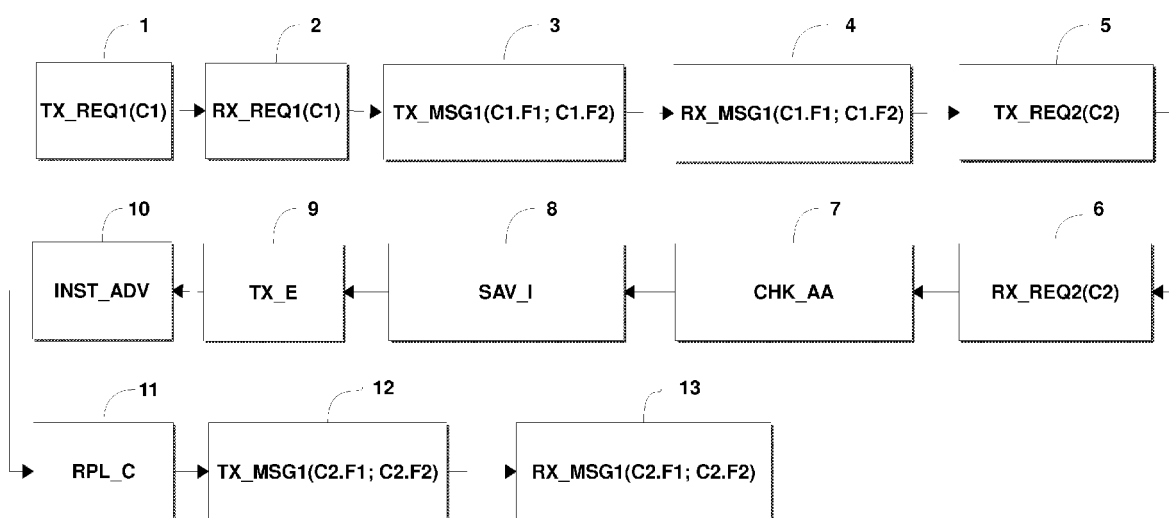 1 2 3 4 5
TX_REQ1(C1) RX_REQ1(C1) TX_MSG1(C1.F1; C1.F2) RX_MSG1(C1.F1; C1.F2) TX_REQ2(C2)
10 9 8 7 6
INST_ADV TX_E SAV_I CHK_AA RX_REQ2(C2)
11 12 13
RPL_C TX_MSG1(C2.F1; C2.F2) RX_MSG1(C2.F1; C2.F2)